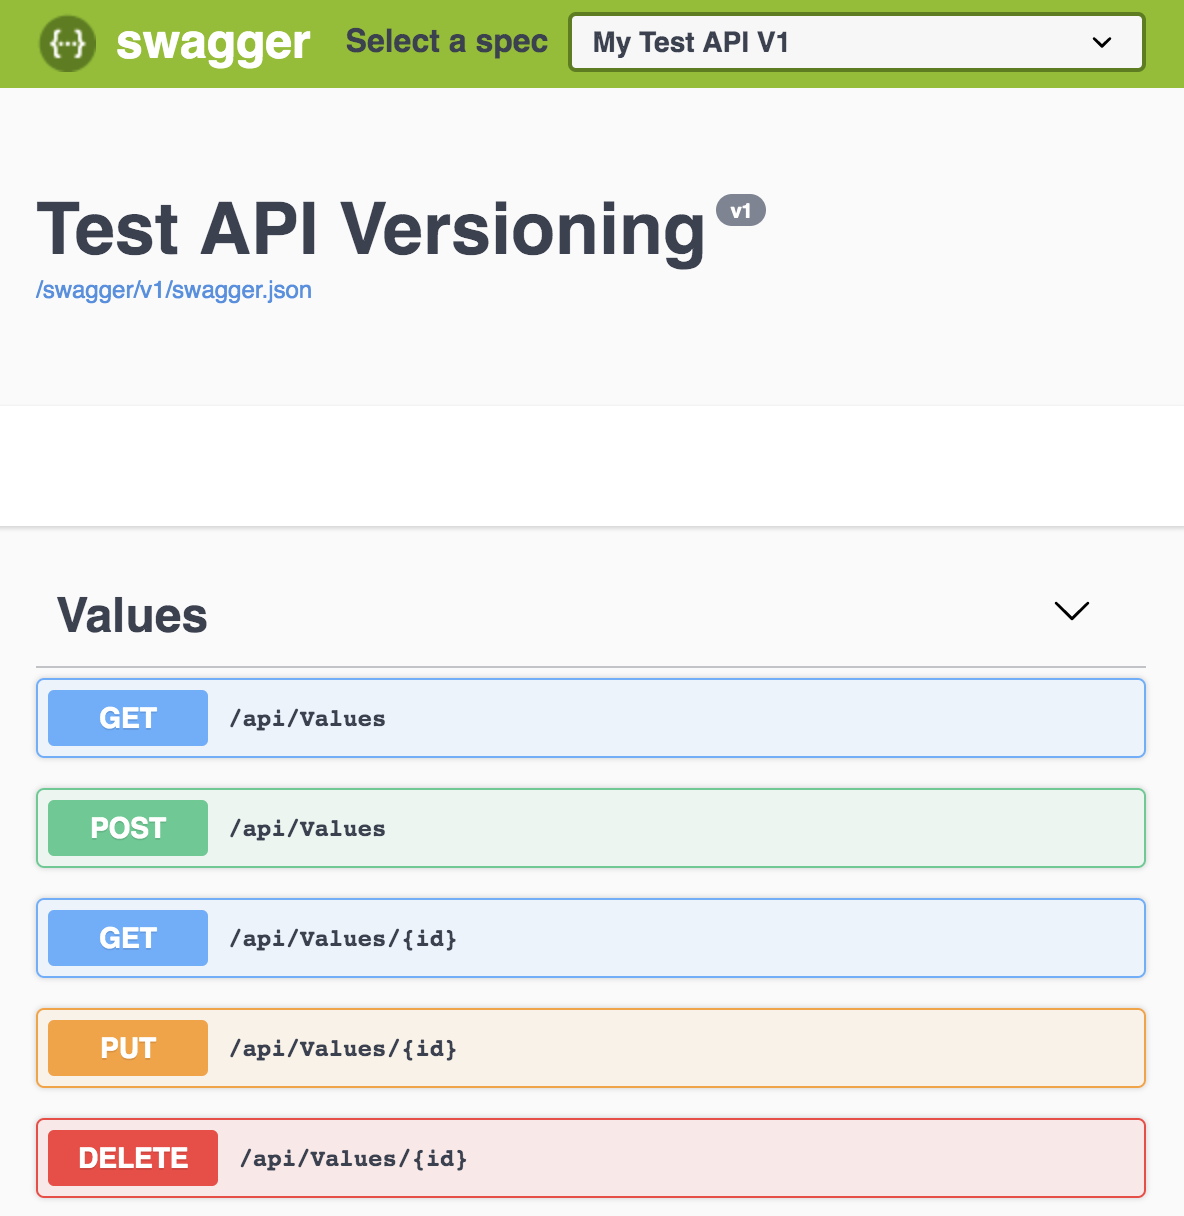 {···} swagger Select a spec My Test API V1
Test API Versioning v1
/swagger/v1/swagger.json
Values
GET /api/Values
POST /api/Values
GET /api/Values/{id}
PUT /api/Values/{id}
DELETE /api/Values/{id}